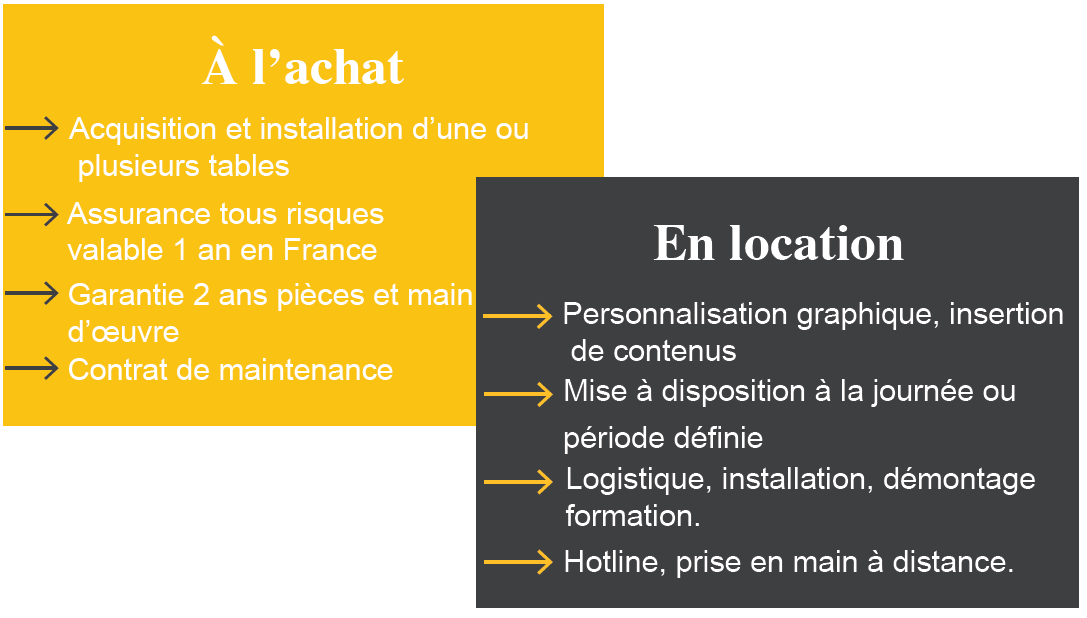 À l’achat
Acquisition et installation d’une ou
plusieurs tables
Assurance tous risques
valable 1 an en France
Garantie 2 ans pièces et main
d’œuvre
Contrat de maintenance
En location
Personnalisation graphique, insertion
de contenus
Mise à disposition à la journée ou
période définie
Logistique, installation, démontage
formation.
Hotline, prise en main à distance.